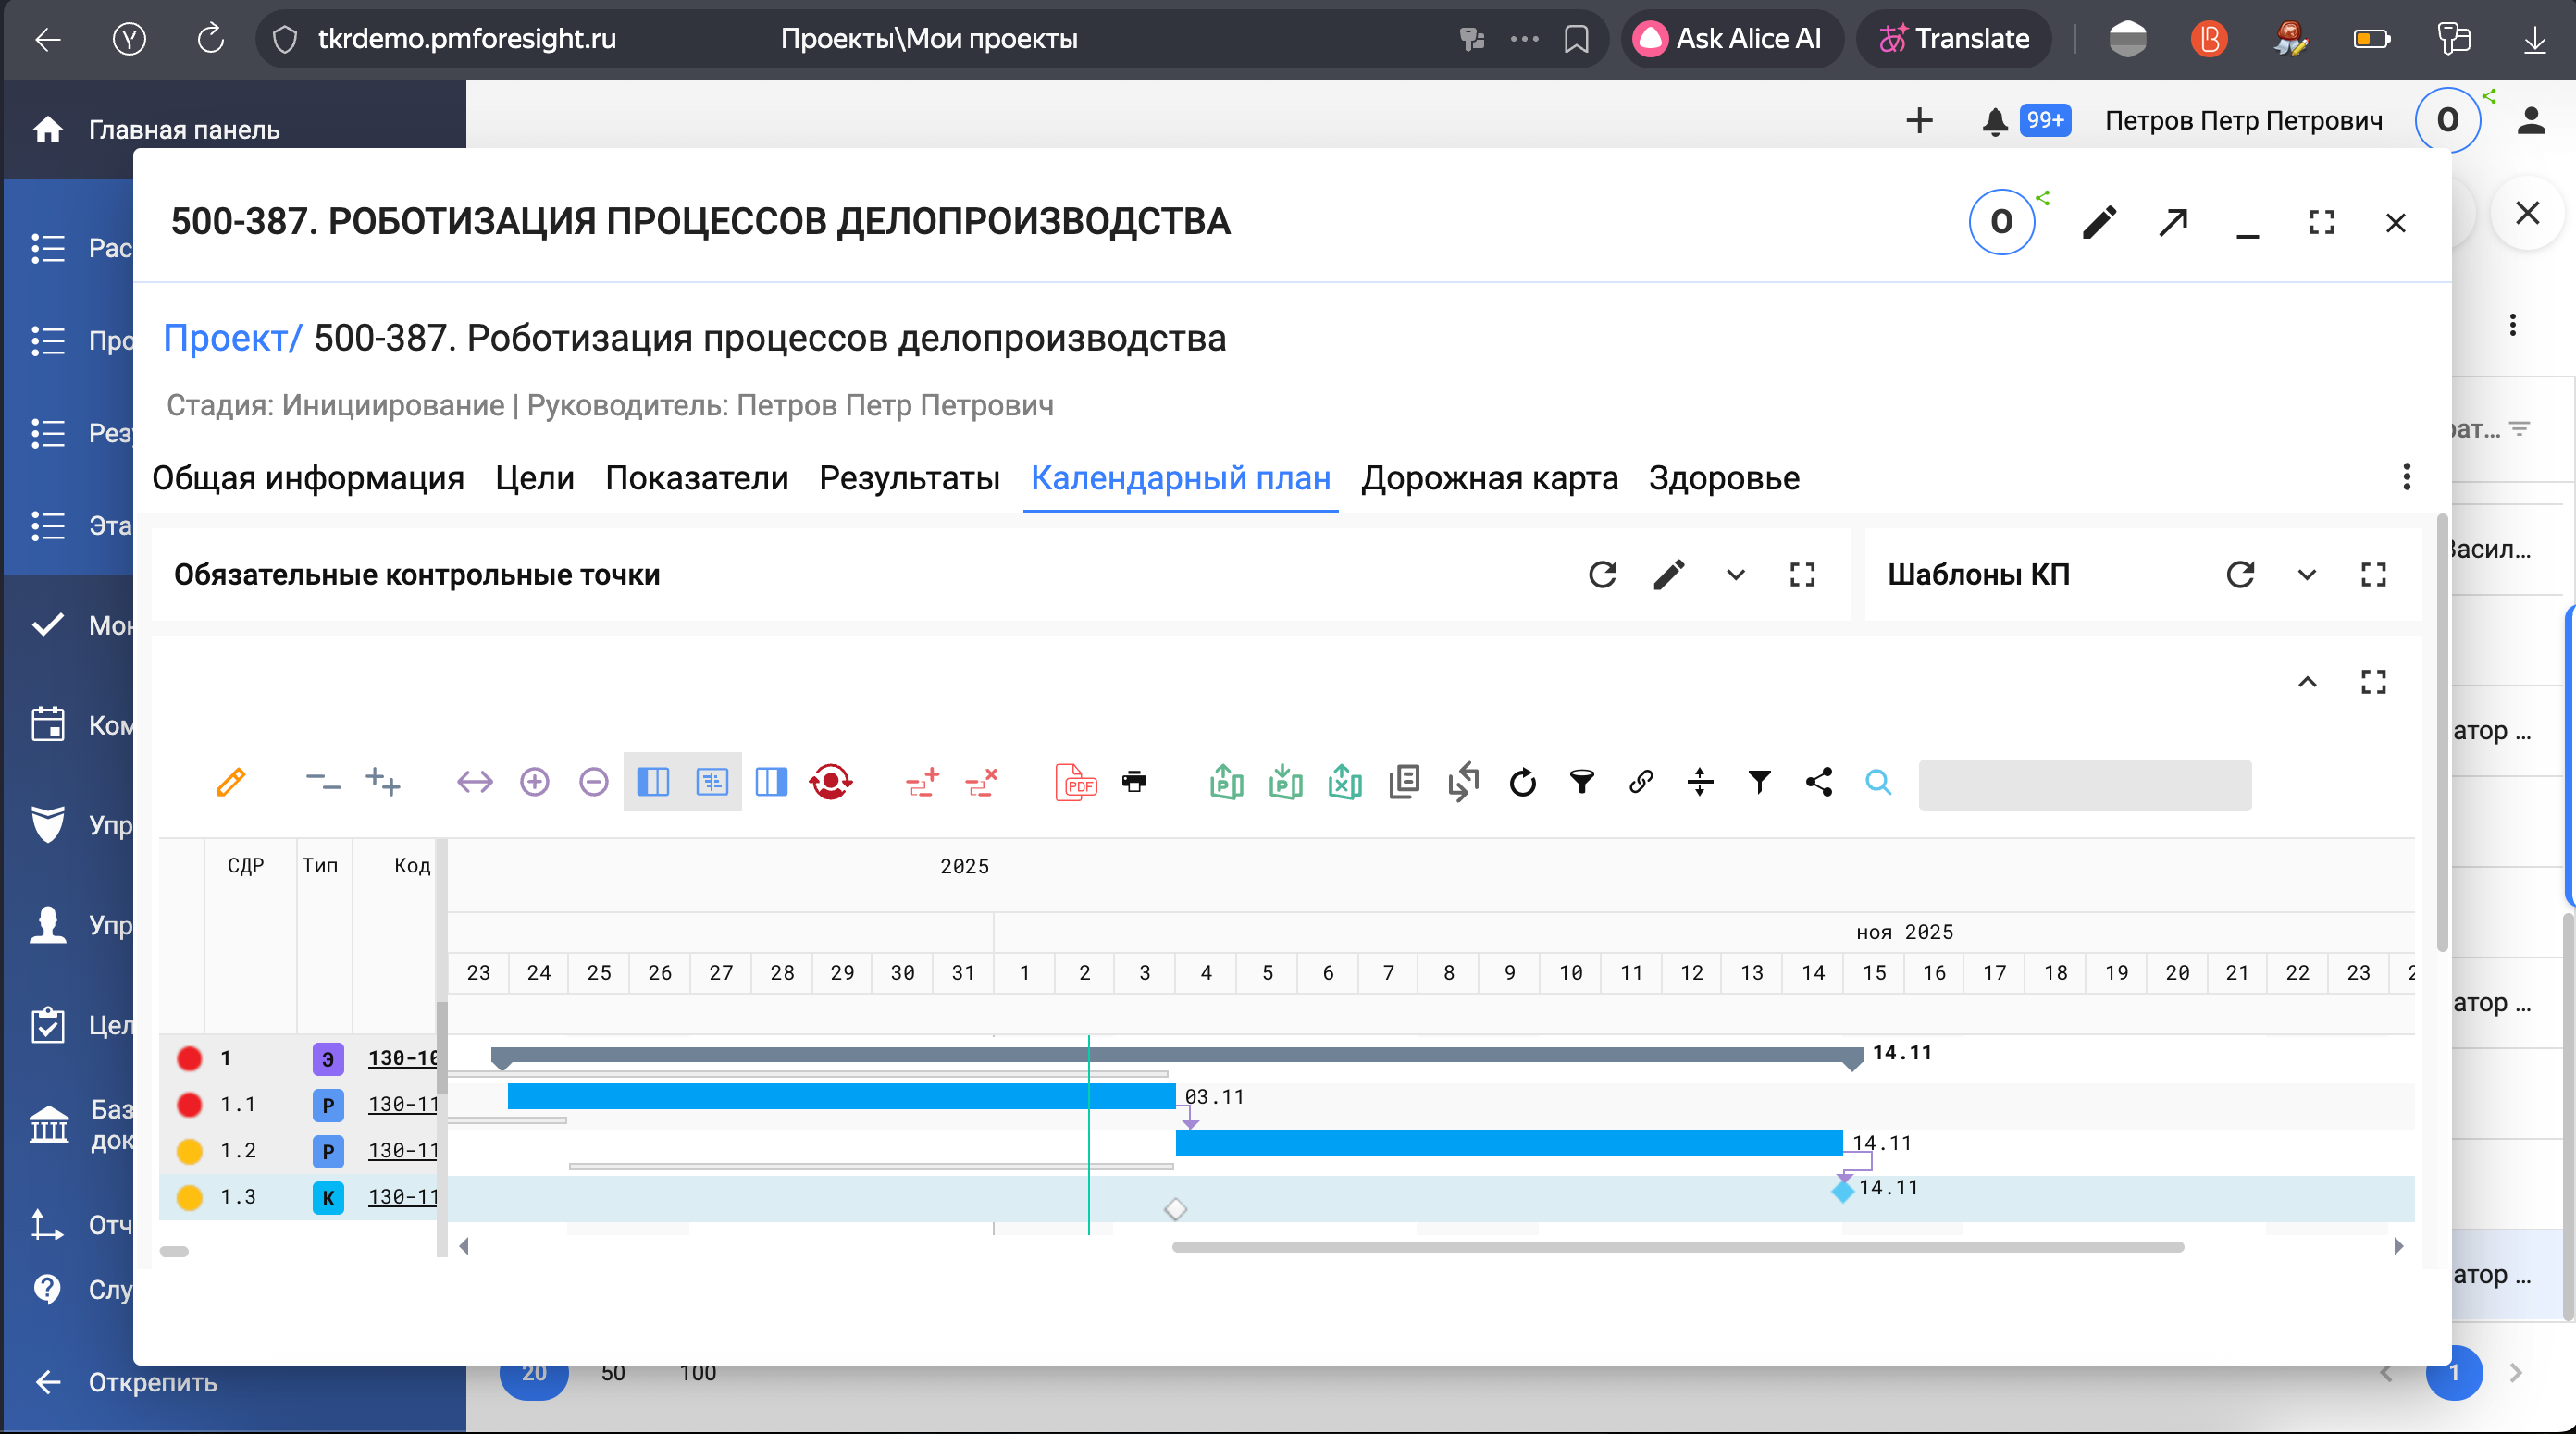 tkrdemo.pmforesight.ru Проекты\Мои проекты Ask Alice AI Translate
Главная панель
99+ Петров Петр Петрович О
500-387. РОБОТИЗАЦИЯ ПРОЦЕССОВ ДЕЛОПРОИЗВОДСТВА О
Рас
Проект/ 500-387. Роботизация процессов делопроизводства
Про
Стадия: Инициирование | Руководитель: Петров Петр Петрович
рат...
Рез
Общая информация Цели Показатели Результаты Календарный план Дорожная карта Здоровье
Эта
Васил...
Обязательные контрольные точки Шаблоны КП
Мон
Ком
атор ...
PDF
Упр
СДР Тип Код 2025
Упр
ноя 2025
23 24 25 26 27 28 29 30 31 1 2 3 4 5 6 7 8 9 10 11 12 13 14 15 16 17 18 19 20 21 22 23 2
атор ...
Цел
1 Э 130-10 14.11
1.1 Р 130-11 03.11
Баз
док
1.2 Р 130-11 14.11
1.3 К 130-11 14.11
Отч
атор ...
Слу
20 50 100 1
Открепить